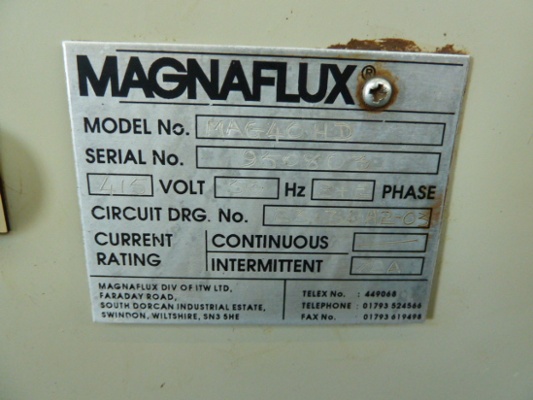 MAGNAFLUX®
MODEL No.
SERIAL No.
VOLT Hz PHASE
CIRCUIT DRG. No.
CURRENT RATING CONTINUOUS
INTERMITTENT
MAGNAFLUX DIV OF ITW LTD,
FARADAY ROAD,
SOUTH DORCAN INDUSTRIAL ESTATE,
SWINDON, WILTSHIRE, SN3 5HE
TELEX No. : 449068
TELEPHONE : 01793 524566
FAX No. : 01793 619498